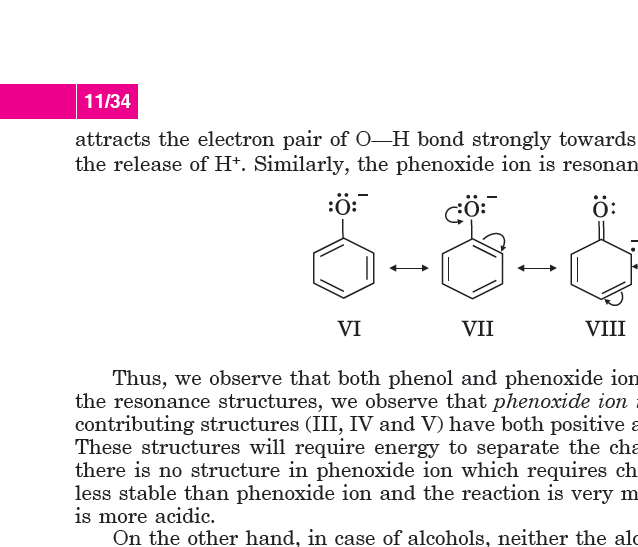 11/34
attracts the electron pair of O—H bond strongly towards
the release of H⁺. Similarly, the phenoxide ion is resonan
:Ö:⁻ :Ö:⁻ Ö:
VI VII VIII
Thus, we observe that both phenol and phenoxide ion
the resonance structures, we observe that phenoxide ion i
contributing structures (III, IV and V) have both positive a
These structures will require energy to separate the cha
there is no structure in phenoxide ion which requires ch
less stable than phenoxide ion and the reaction is very m
is more acidic.
On the other hand, in case of alcohols, neither the alc